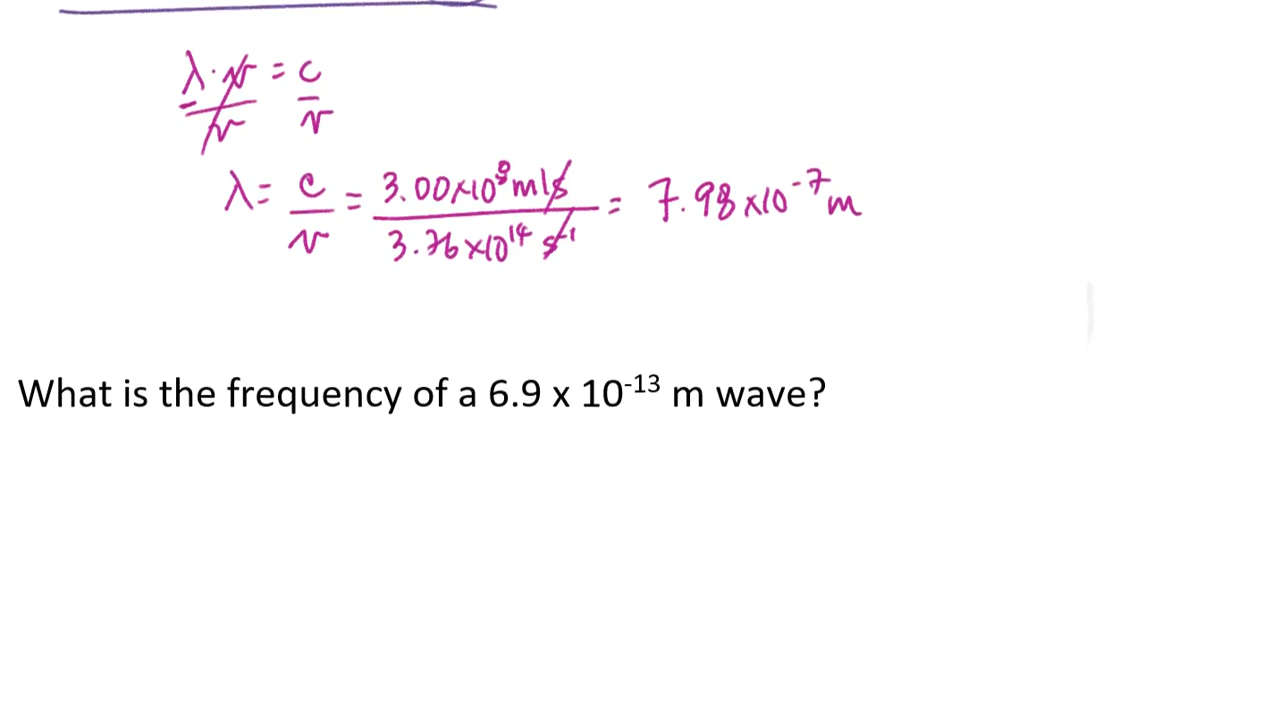 λ · ν = c
ν ν
λ = c = 3.00×10⁸ m/s = 7.98 x10⁻⁷ m
ν 3.76 ×10¹⁴ s⁻¹
What is the frequency of a 6.9 x 10⁻¹³ m wave?